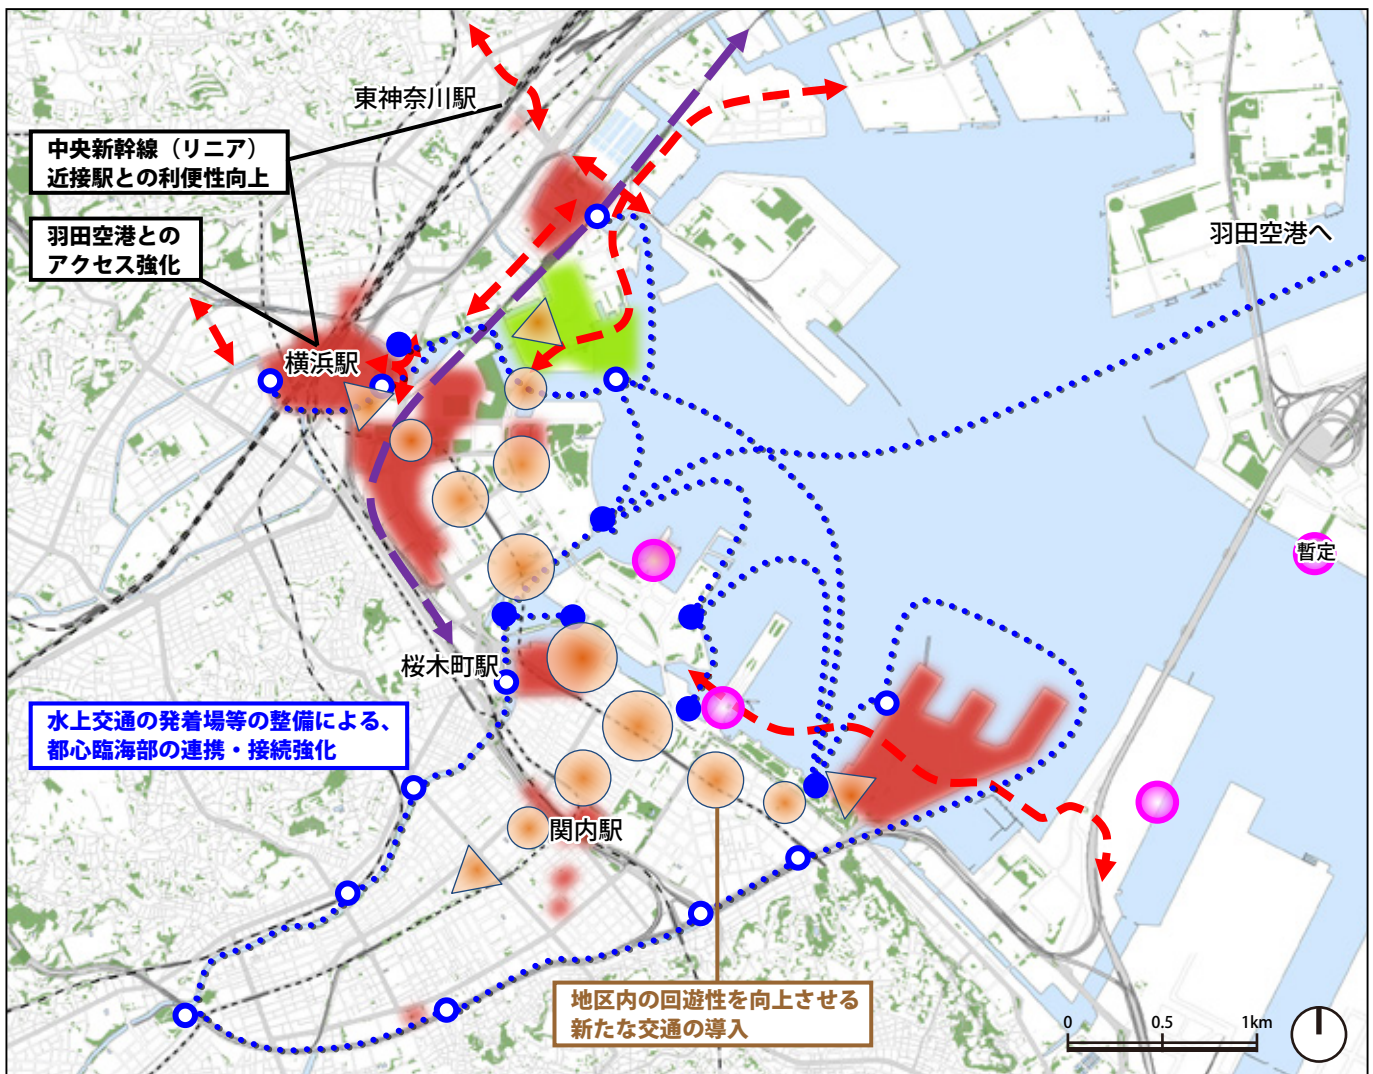 東神奈川駅
中央新幹線（リニア）
近接駅との利便性向上
羽田空港との
アクセス強化
羽田空港へ
横浜駅
暫定
桜木町駅
水上交通の発着場等の整備による、
都心臨海部の連携・接続強化
関内駅
地区内の回遊性を向上させる
新たな交通の導入
0 0.5 1km